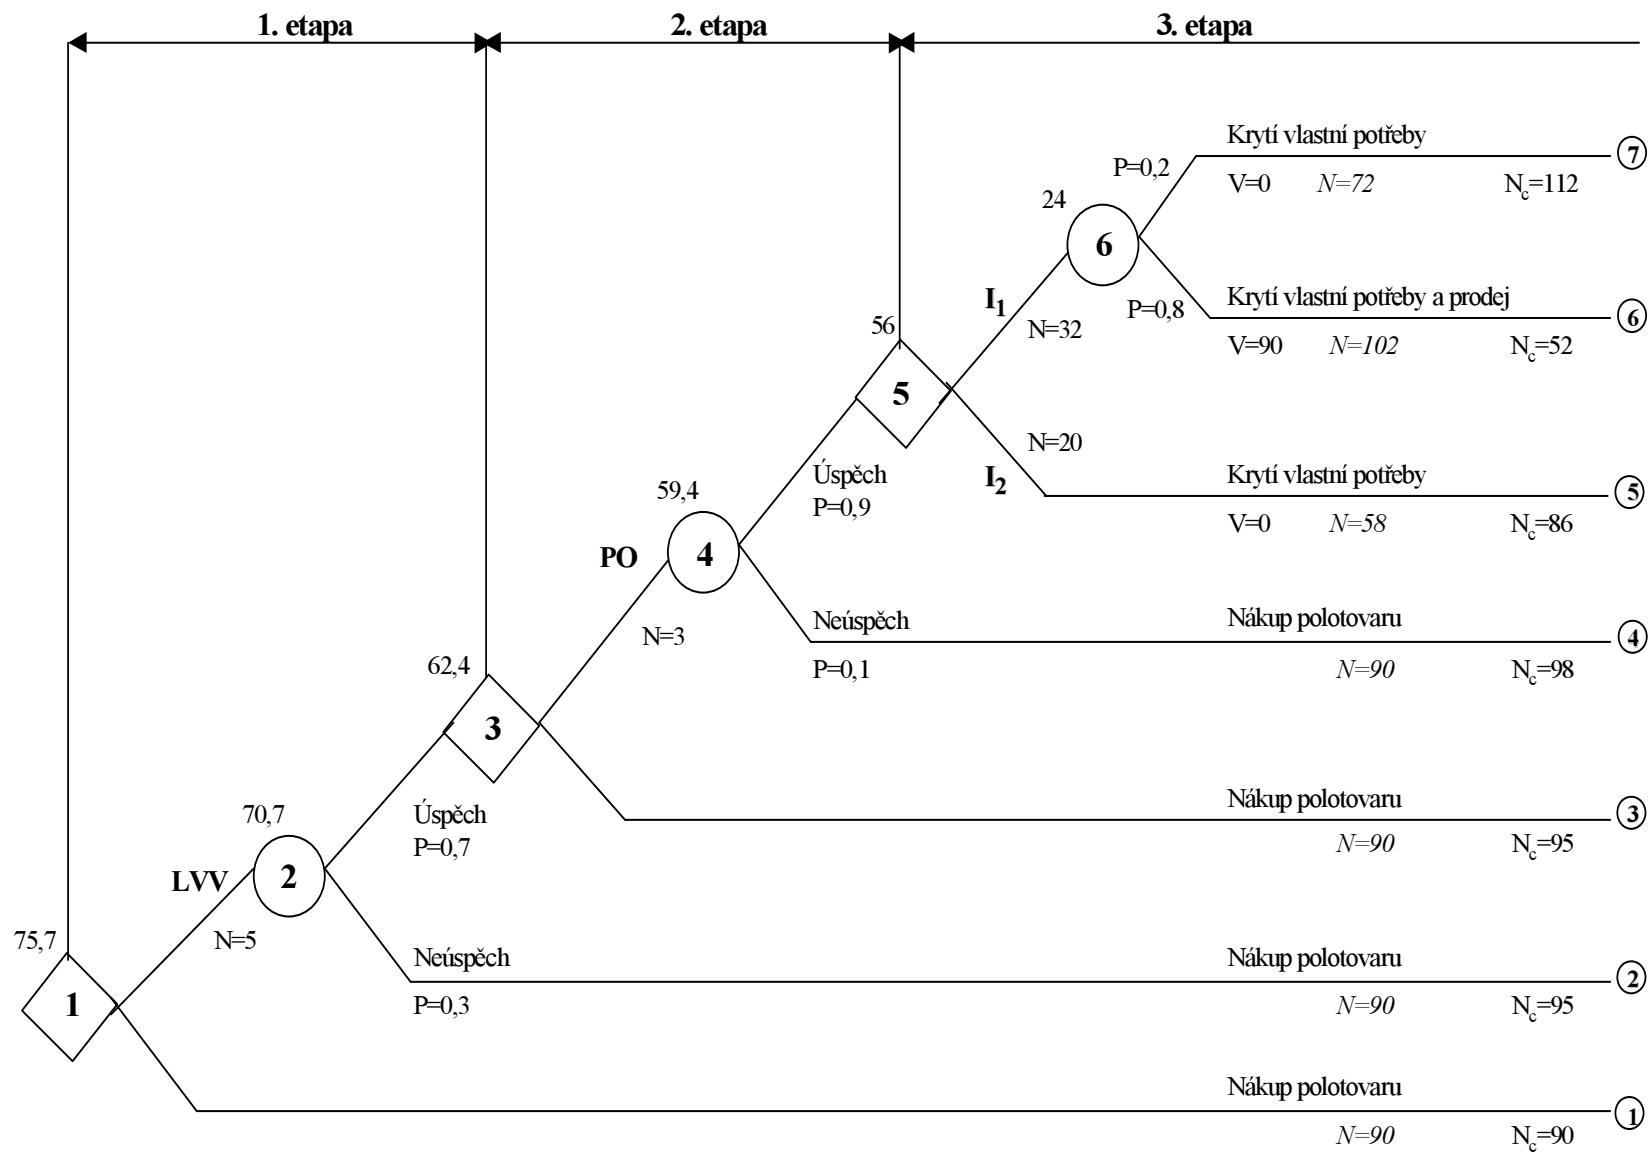 1. etapa 2. etapa 3. etapa
Krytí vlastní potřeby
7
P=0,2
V=0 N=72 Nc=112
24
6
I1
Krytí vlastní potřeby a prodej
6
P=0,8
N=32
56
V=90 N=102 Nc=52
5
N=20
Úspěch
I2
Krytí vlastní potřeby
5
59,4
P=0,9
V=0 N=58 Nc=86
PO
4
Neúspěch
Nákup polotovaru
4
N=3
62,4
P=0,1
N=90 Nc=98
3
Nákup polotovaru
3
70,7
Úspěch
P=0,7
N=90 Nc=95
LVV
2
75,7
N=5
Neúspěch
Nákup polotovaru
2
1
P=0,3
N=90 Nc=95
Nákup polotovaru
1
N=90 Nc=90